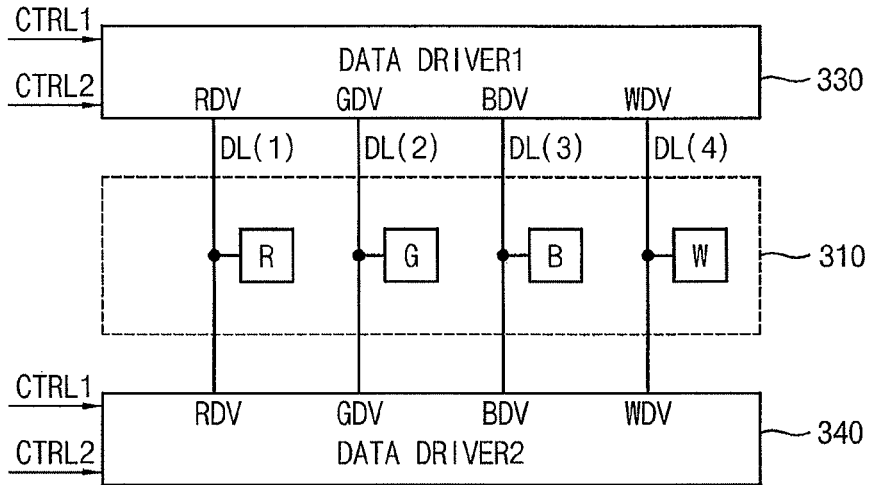 CTRL1
DATA DRIVER1
CTRL2
330
RDV GDV BDV WDV
DL(1) DL(2) DL(3) DL(4)
R G B W
310
CTRL1
RDV GDV BDV WDV
340
CTRL2
DATA DRIVER2